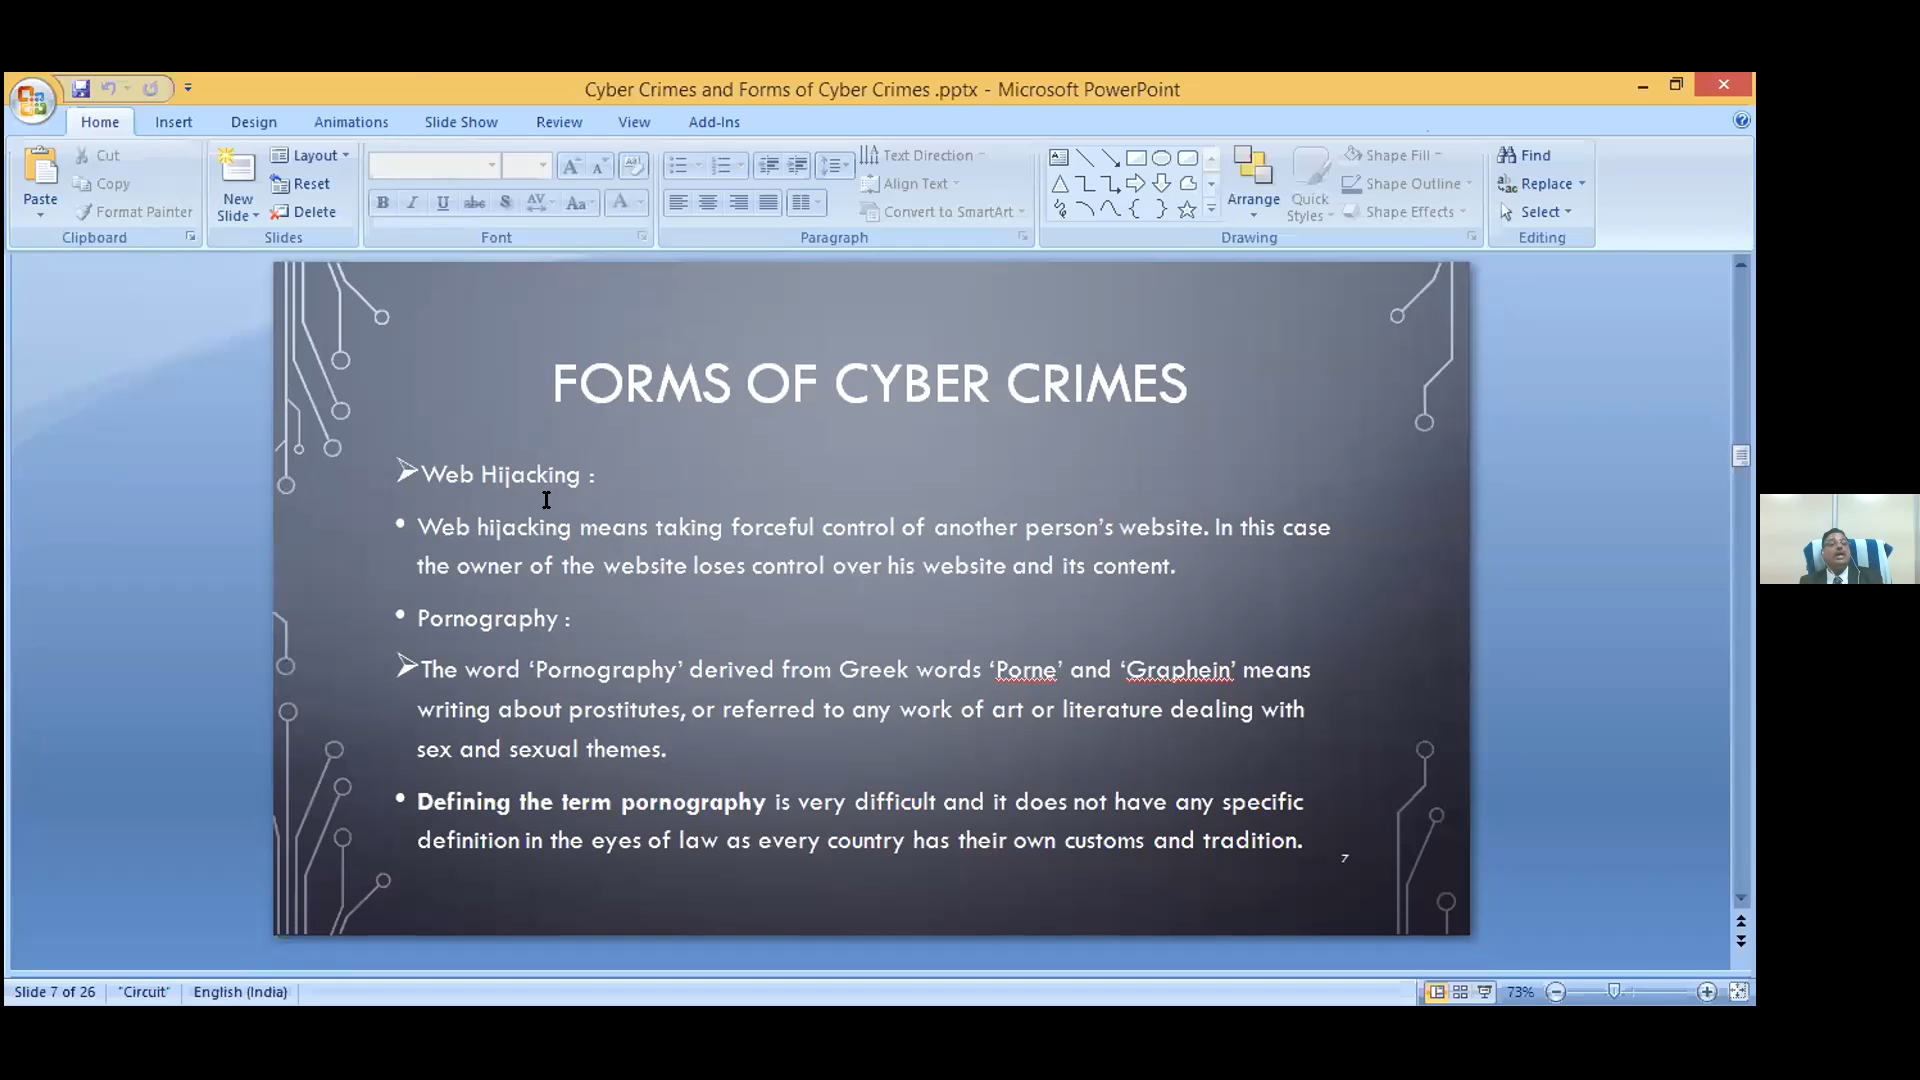 Cyber Crimes and Forms of Cyber Crimes .pptx - Microsoft PowerPoint
Home Insert Design Animations Slide Show Review View Add-Ins
Paste
Cut
Copy
Format Painter
Clipboard
New
Slide
Layout
Reset
Delete
Slides
Font
Text Direction
Align Text
Convert to SmartArt
Paragraph
Arrange
Quick
Styles
Shape Fill
Shape Outline
Shape Effects
Drawing
Find
Replace
Select
Editing
FORMS OF CYBER CRIMES
Web Hijacking :
• Web hijacking means taking forceful control of another person’s website. In this case
the owner of the website loses control over his website and its content.
• Pornography :
The word ‘Pornography’ derived from Greek words ‘Porne’ and ‘Graphein’ means
writing about prostitutes, or referred to any work of art or literature dealing with
sex and sexual themes.
• Defining the term pornography is very difficult and it does not have any specific
definition in the eyes of law as every country has their own customs and tradition.
7
Slide 7 of 26 "Circuit" English (India) 73%